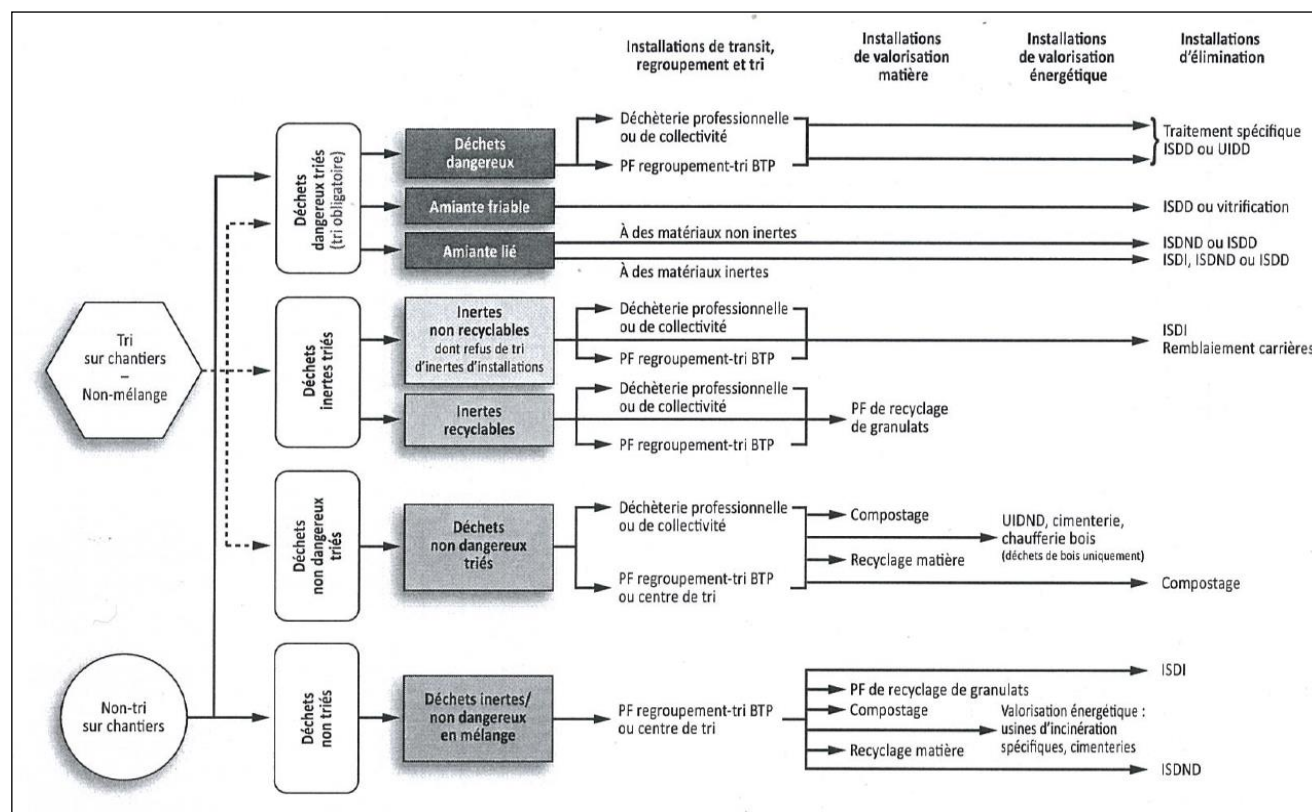 Installations de transit,
regroupement et tri
Installations
de valorisation
matière
Installations
de valorisation
énergétique
Installations
d'élimination
Tri
sur chantiers
–
Non-mélange
Non-tri
sur chantiers
Déchets
dangereux triés
(tri obligatoire)
Déchets
dangereux
Déchèterie professionnelle
ou de collectivité
PF regroupement-tri BTP
Traitement spécifique
ISDD ou UIDD
Amiante friable
ISDD ou vitrification
Amiante lié
À des matériaux non inertes
ISDND ou ISDD
À des matériaux inertes
ISDI, ISDND ou ISDD
Déchets
inertes triés
Inertes
non recyclables
dont refus de tri
d'inertes d'installations
Déchèterie professionnelle
ou de collectivité
PF regroupement-tri BTP
ISDI
Remblaiement carrières
Inertes
recyclables
Déchèterie professionnelle
ou de collectivité
PF regroupement-tri BTP
PF de recyclage
de granulats
Déchets
non dangereux
triés
Déchets
non dangereux
triés
Déchèterie professionnelle
ou de collectivité
PF regroupement-tri BTP
ou centre de tri
Compostage
Recyclage matière
UIDND, cimenterie,
chaufferie bois
(déchets de bois uniquement)
Compostage
Déchets
non triés
Déchets inertes/
non dangereux
en mélange
PF regroupement-tri BTP
ou centre de tri
ISDI
PF de recyclage de granulats
Compostage
Valorisation énergétique :
usines d'incinération
spécifiques, cimenteries
Recyclage matière
ISDND